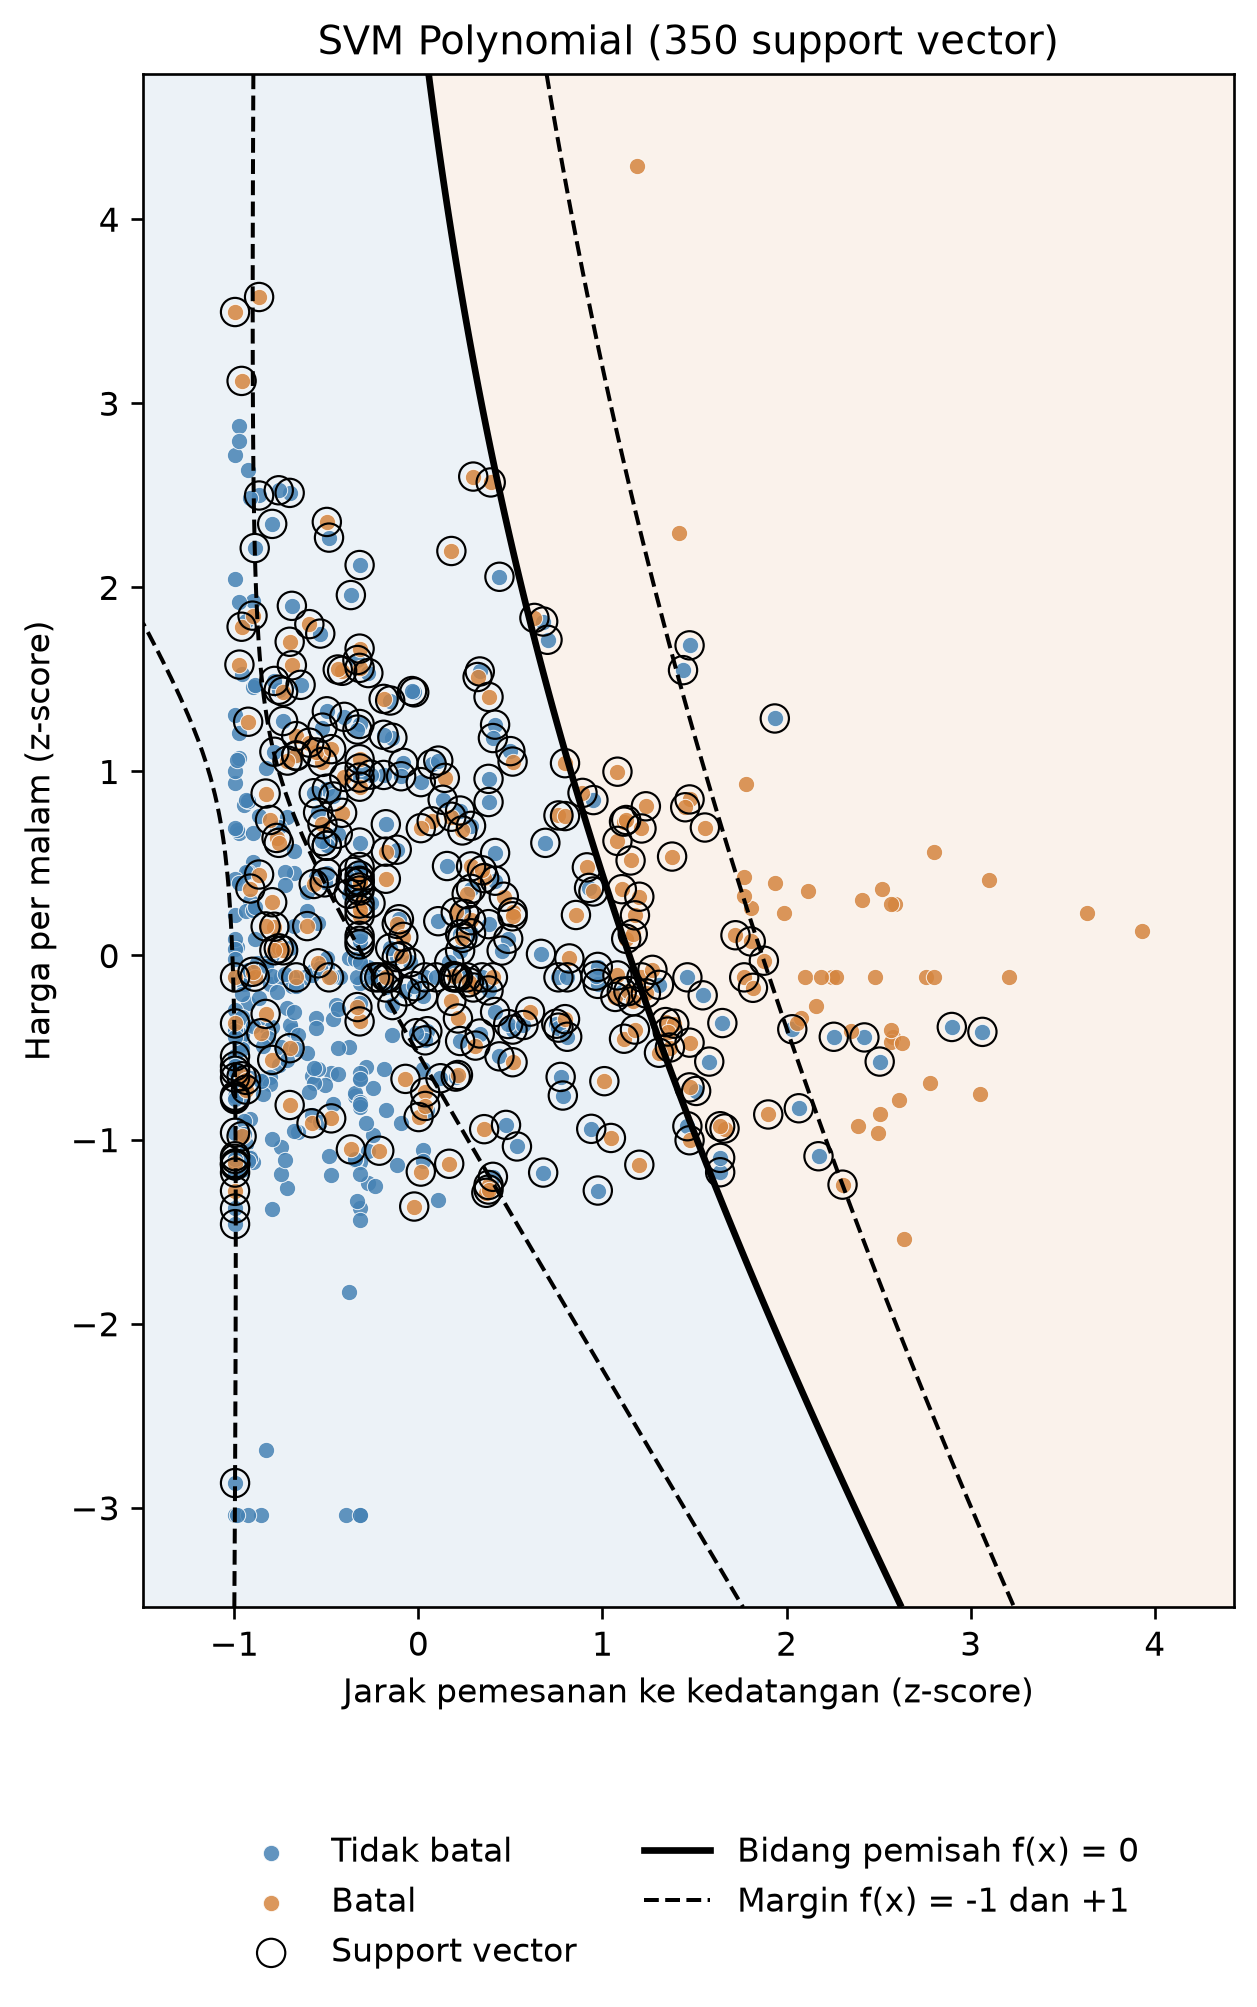 SVM Polynomial (350 support vector)
Harga per malam (z-score)
4
3
2
1
0
−1
−2
−3
−1 0 1 2 3 4
Jarak pemesanan ke kedatangan (z-score)
Tidak batal
Batal
Support vector
Bidang pemisah f(x) = 0
Margin f(x) = -1 dan +1